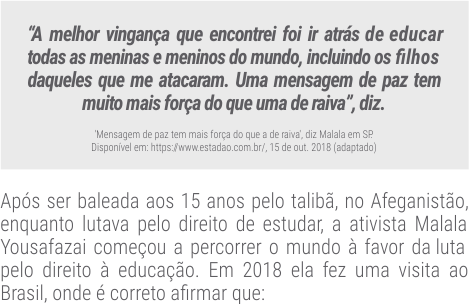 “A melhor vingança que encontrei foi ir atrás de educar
todas as meninas e meninos do mundo, incluindo os filhos
daqueles que me atacaram. Uma mensagem de paz tem
muito mais força do que uma de raiva”, diz.
‘Mensagem de paz tem mais força do que a de raiva’, diz Malala em SP.
Disponível em: https://www.estadao.com.br/, 15 de out. 2018 (adaptado)
Após ser baleada aos 15 anos pelo talibã, no Afeganistão,
enquanto lutava pelo direito de estudar, a ativista Malala
Yousafazai começou a percorrer o mundo à favor da luta
pelo direito à educação. Em 2018 ela fez uma visita ao
Brasil, onde é correto afirmar que: